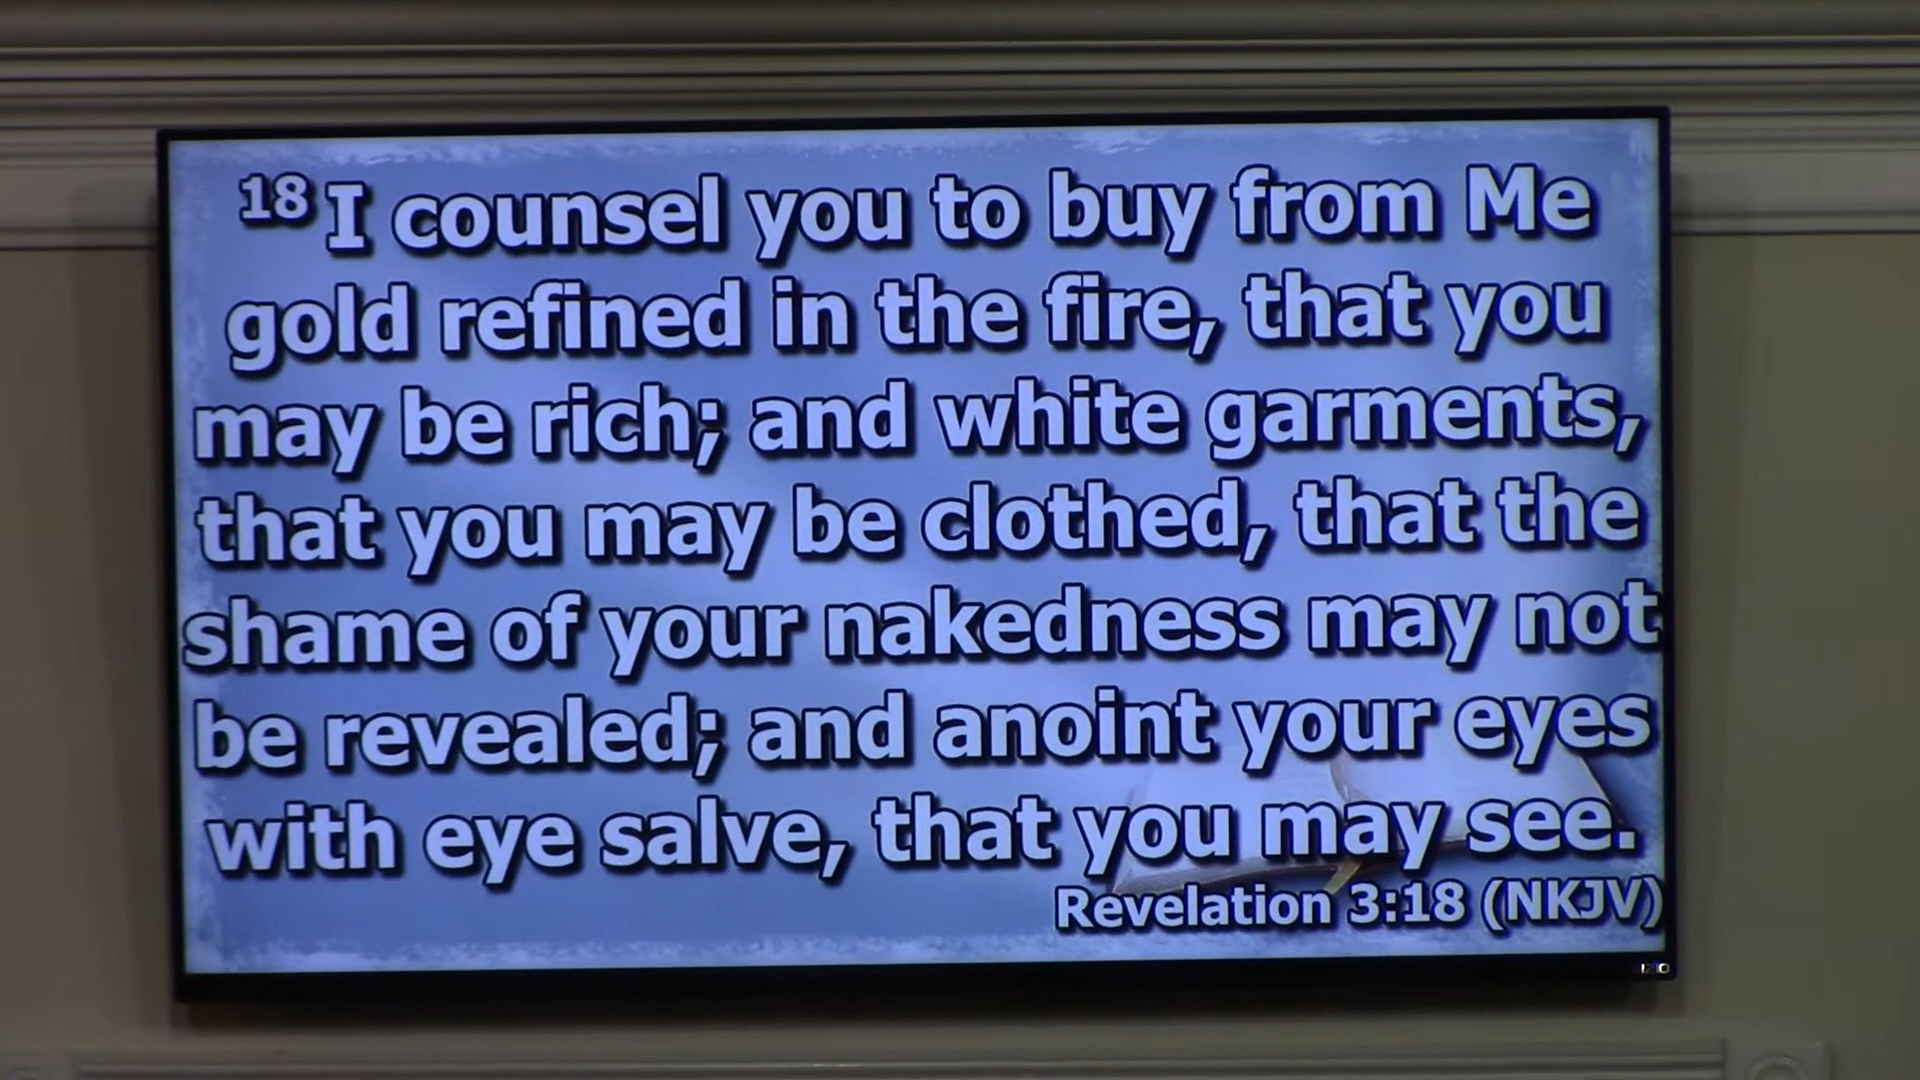 18 I counsel you to buy from Me
gold refined in the fire, that you
may be rich; and white garments,
that you may be clothed, that the
shame of your nakedness may not
be revealed; and anoint your eyes
with eye salve, that you may see.
Revelation 3:18 (NKJV)